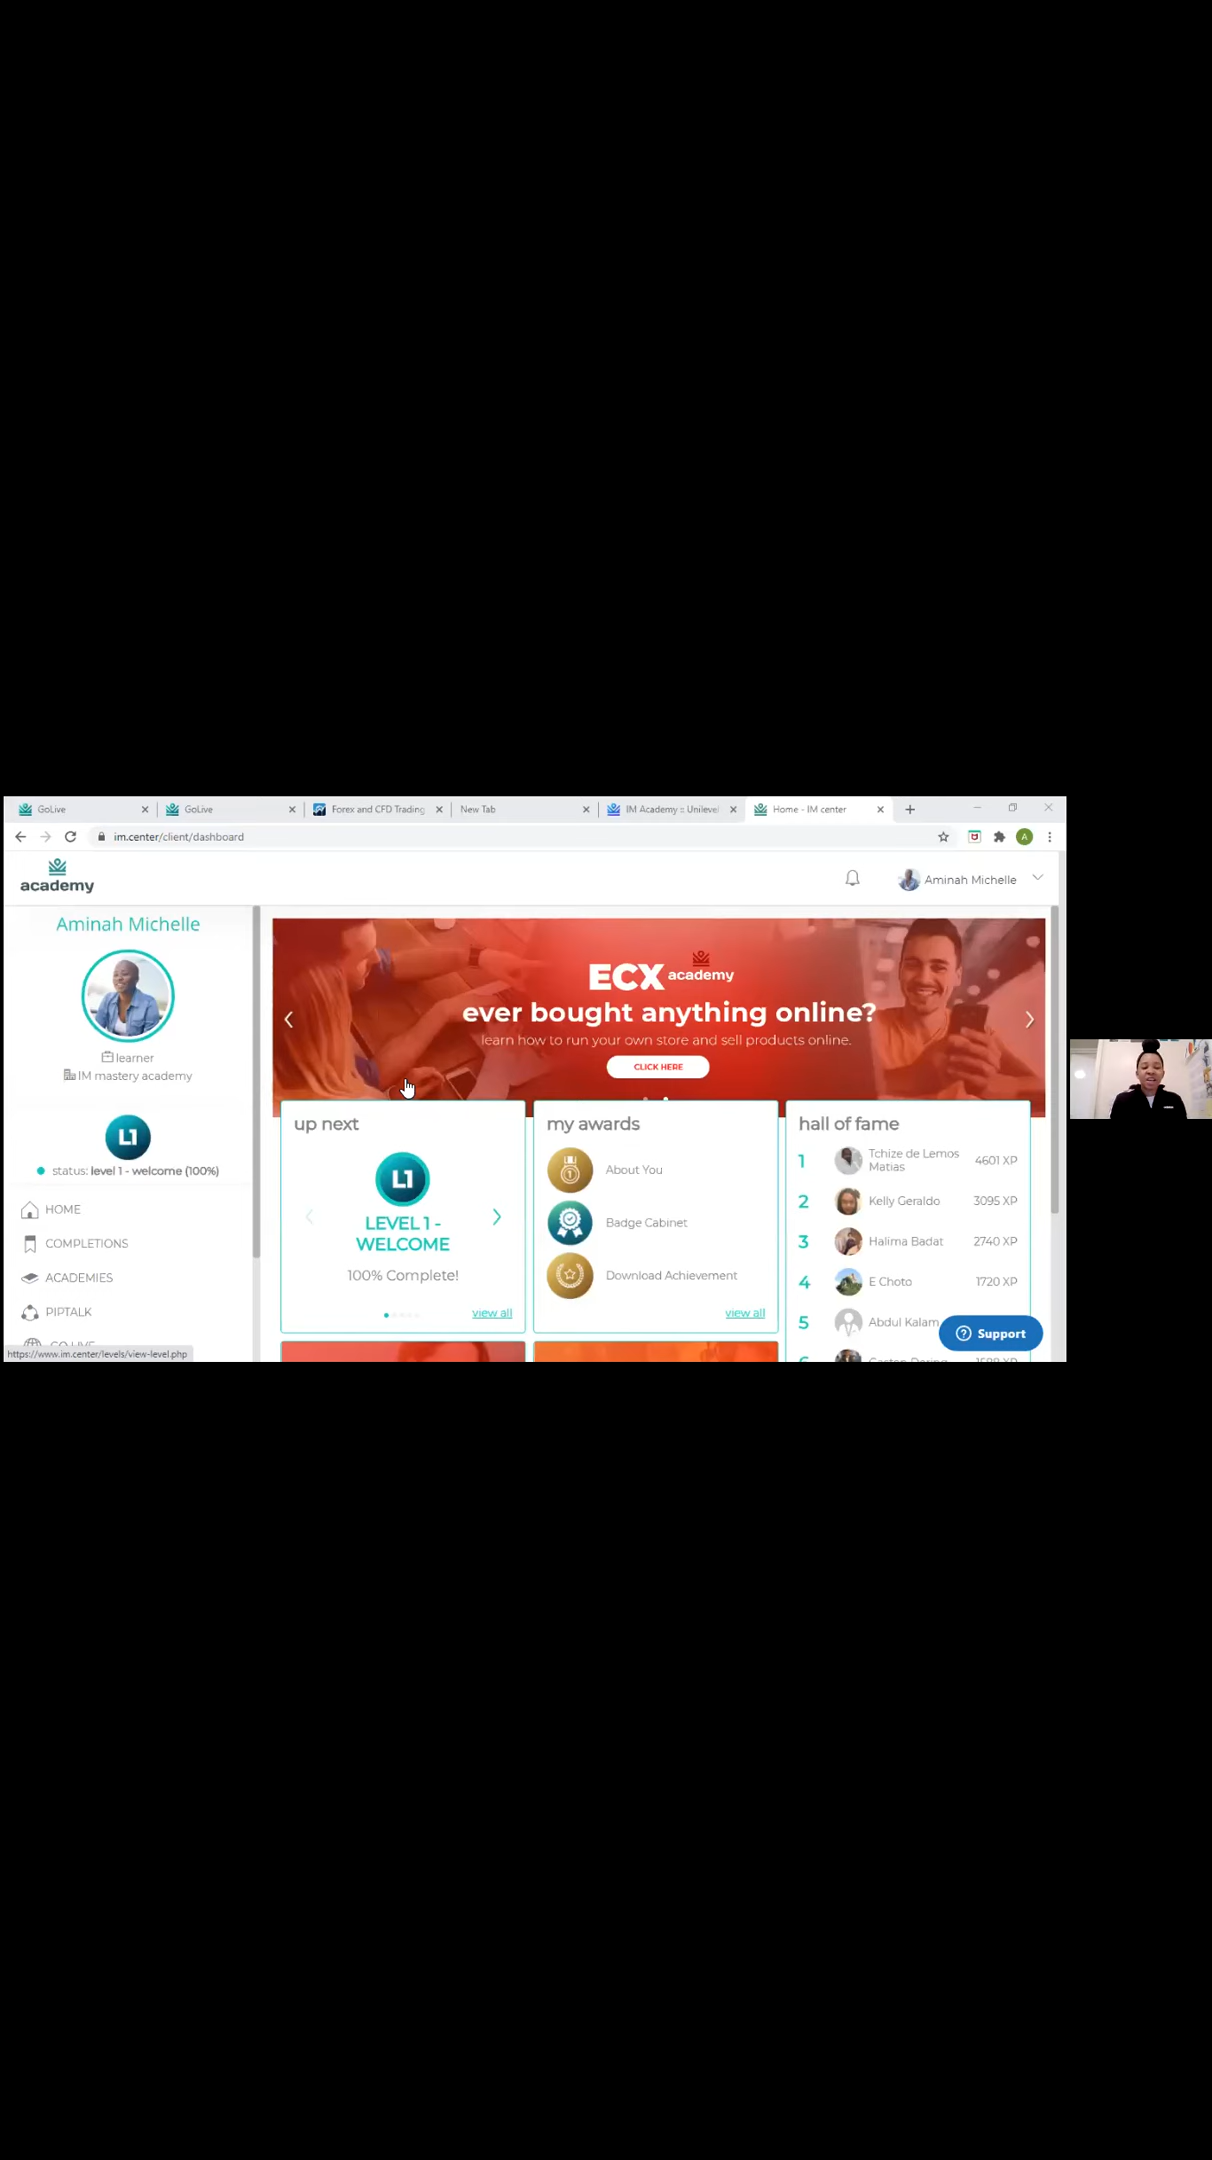 GoLive
GoLive
Forex and CFD Trading
New Tab
IM Academy :: Unilevel
Home - IM center
im.center/client/dashboard
A
academy
Aminah Michelle
Aminah Michelle
learner
IM mastery academy
L1
status: level 1 - welcome (100%)
HOME
COMPLETIONS
ACADEMIES
PIPTALK
GO LIVE
https://www.im.center/levels/view-level.php
ECX academy
ever bought anything online?
learn how to run your own store and sell products online.
CLICK HERE
up next
L1
LEVEL 1 -
WELCOME
100% Complete!
view all
my awards
1
About You
Badge Cabinet
Download Achievement
view all
hall of fame
1 Tchize de Lemos
Matias 4601 XP
2 Kelly Geraldo 3095 XP
3 Halima Badat 2740 XP
4 E Choto 1720 XP
5 Abdul Kalam
Support